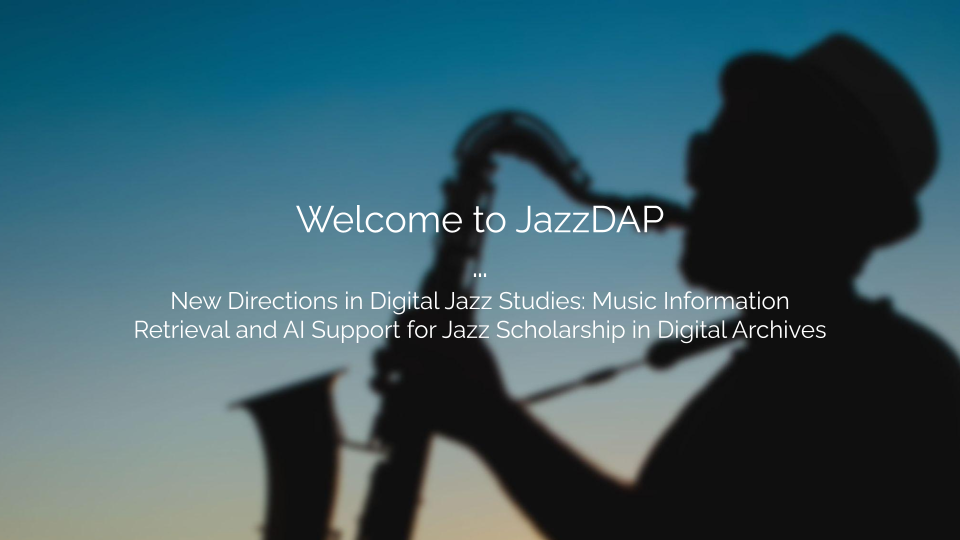 Welcome to JazzDAP
...
New Directions in Digital Jazz Studies: Music Information
Retrieval and AI Support for Jazz Scholarship in Digital Archives